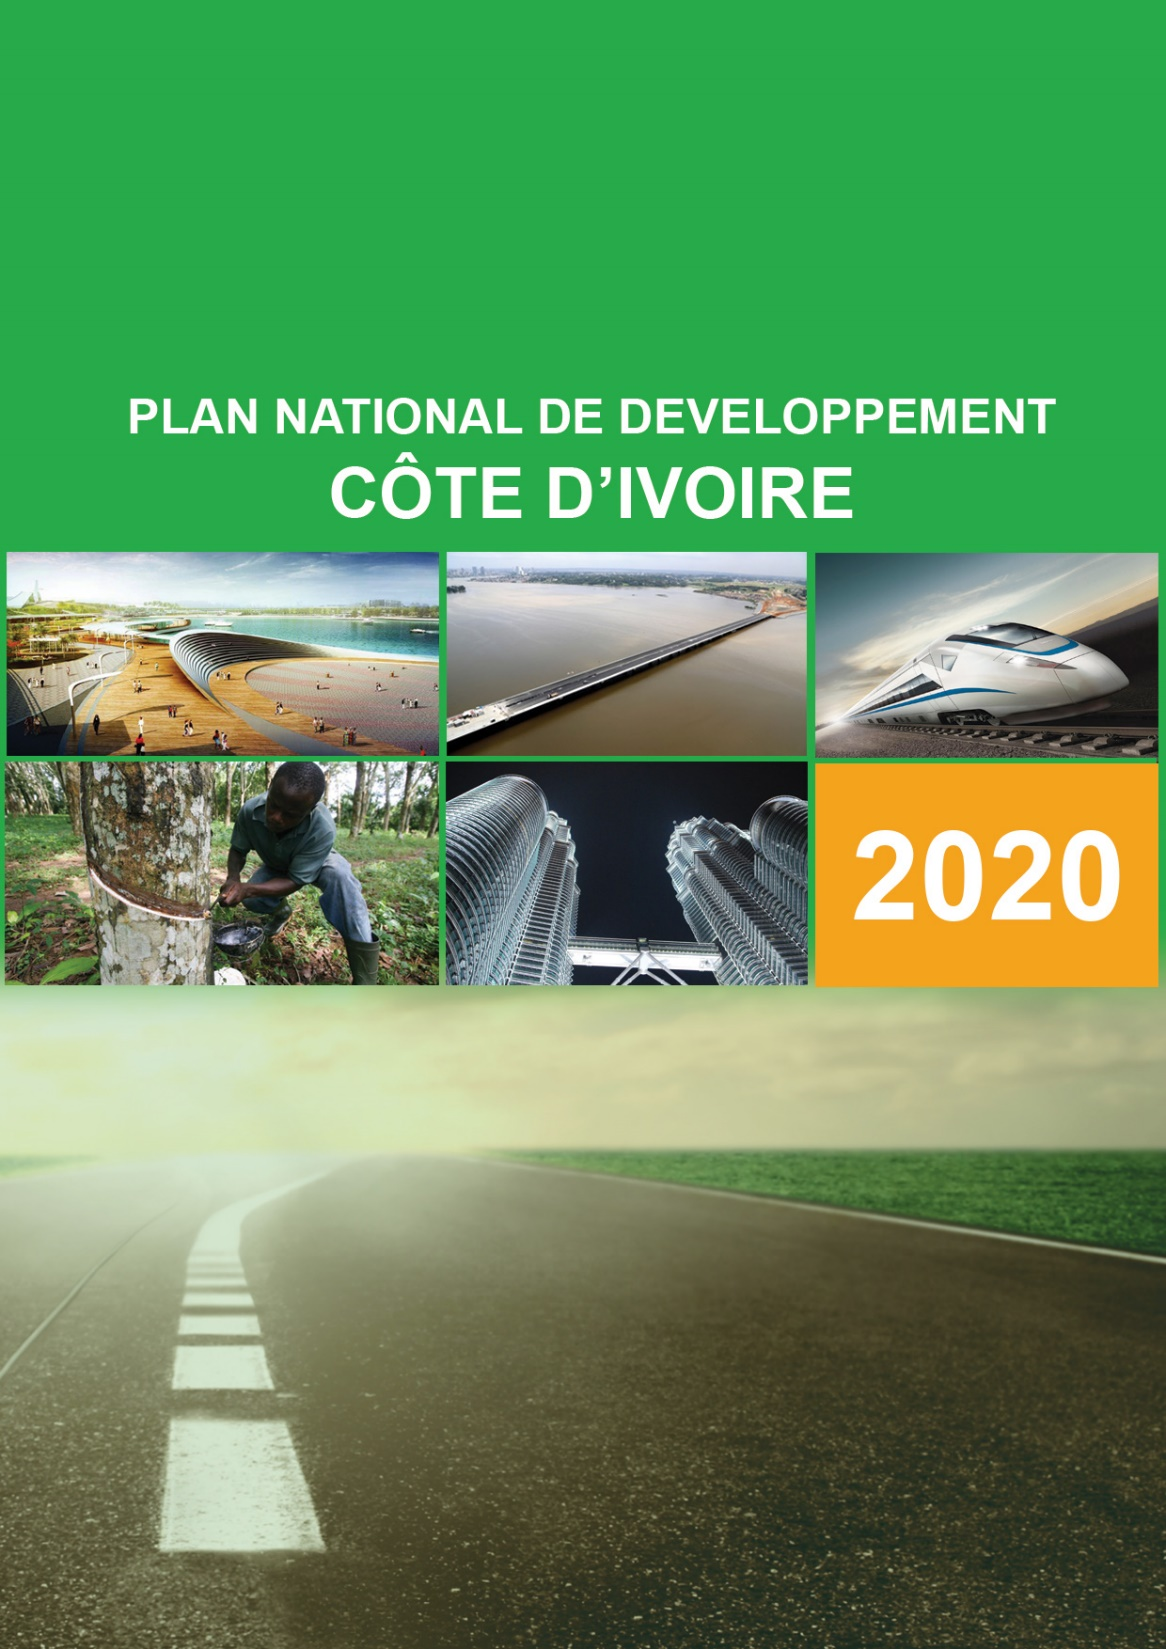 PLAN NATIONAL DE DEVELOPPEMENT
CÔTE D’IVOIRE
2020